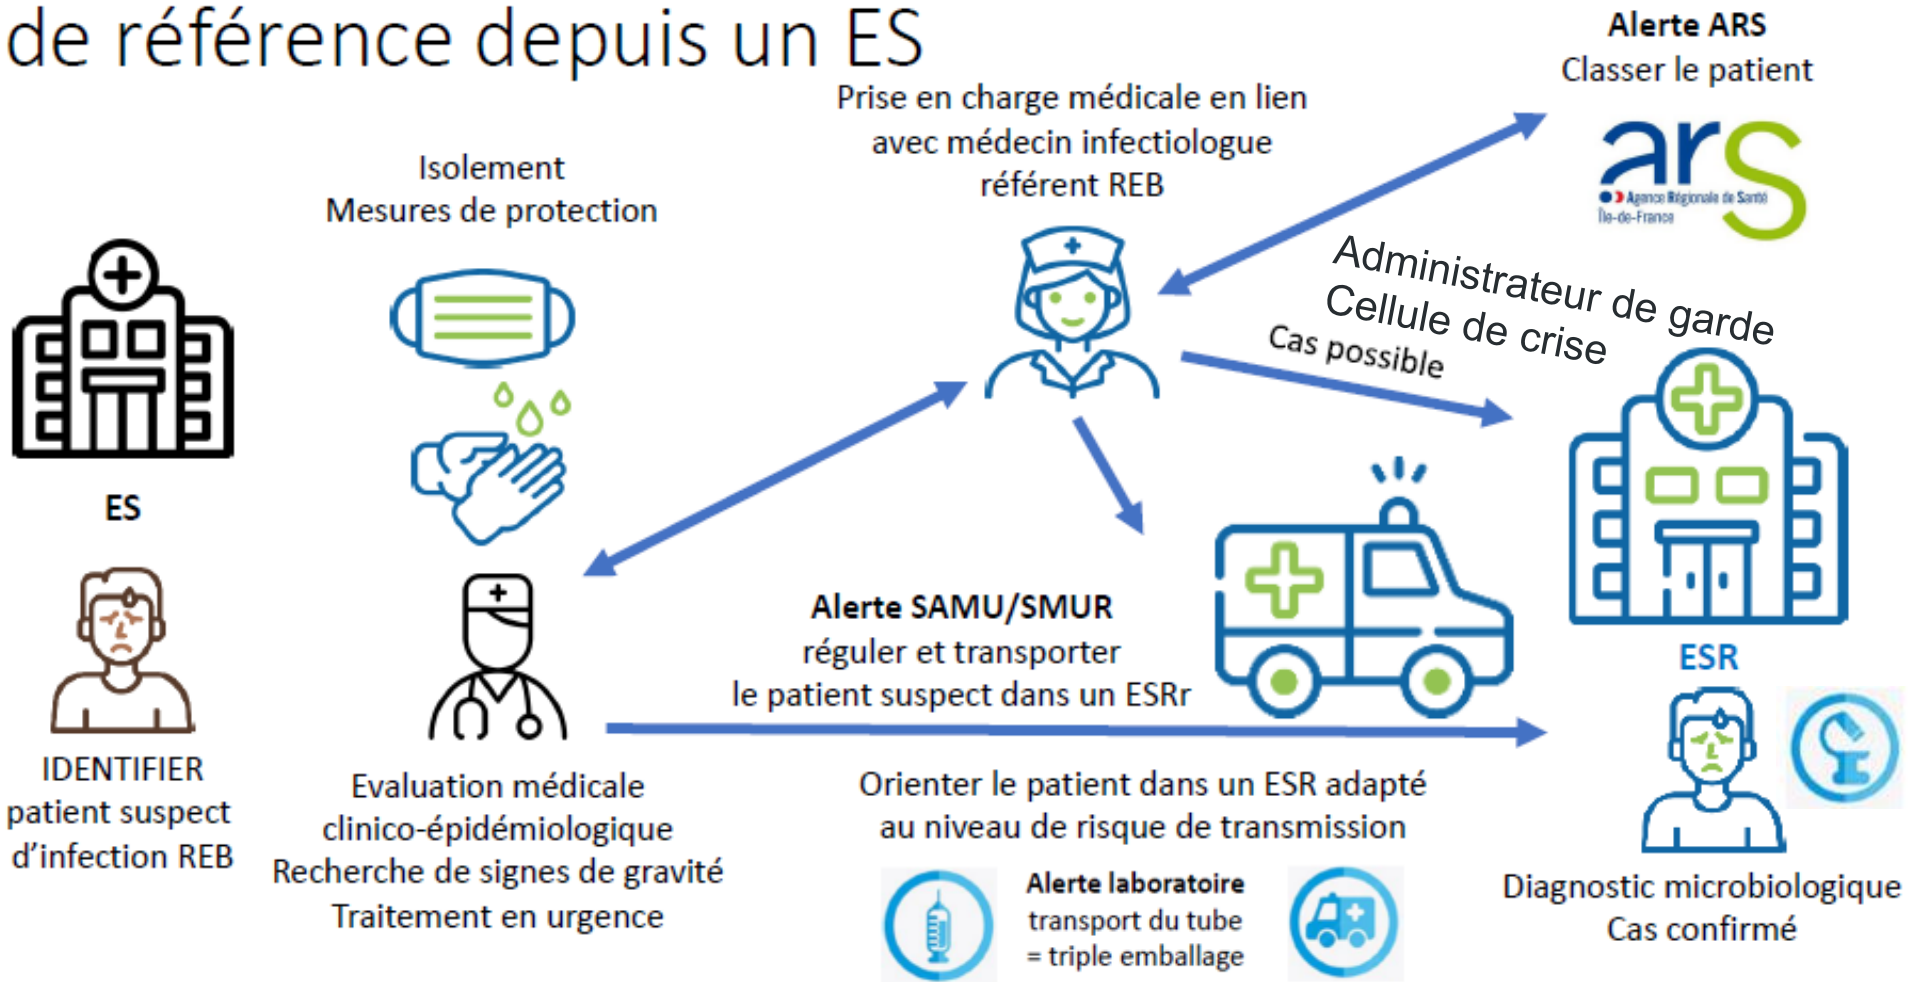 de référence depuis un ES
Alerte ARS
Classer le patient
ars
Agence Régionale de Santé
Île-de-France
Prise en charge médicale en lien
avec médecin infectiologue
référent REB
Isolement
Mesures de protection
Administrateur de garde
Cellule de crise
Cas possible
ES
IDENTIFIER
patient suspect
d'infection REB
Evaluation médicale
clinico-épidémiologique
Recherche de signes de gravité
Traitement en urgence
Alerte SAMU/SMUR
réguler et transporter
le patient suspect dans un ESRr
Orienter le patient dans un ESR adapté
au niveau de risque de transmission
Alerte laboratoire
transport du tube
= triple emballage
ESR
Diagnostic microbiologique
Cas confirmé